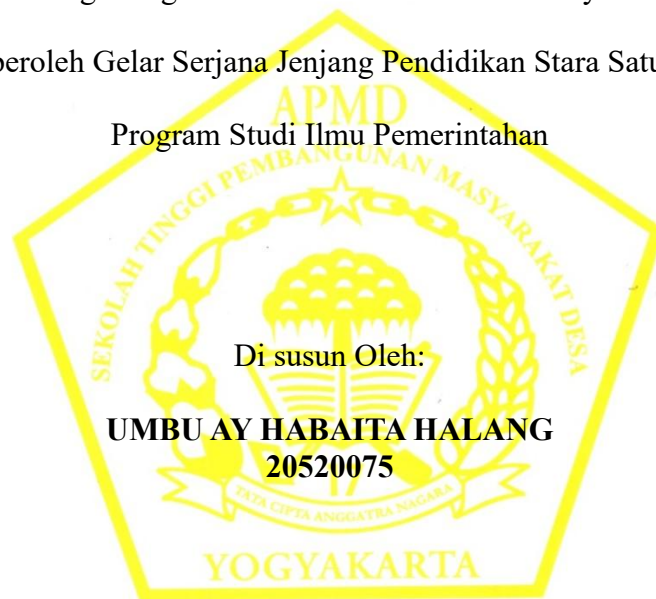 peroleh Gelar Serjana Jenjang Pendidikan Stara Satu
APMD
Program Studi Ilmu Pemerintahan
SEKOLAH TINGGI PEMBANGUNAN MASYARAKAT DESA
Di susun Oleh:
UMBU AY HABAITA HALANG
20520075
TATA CIPTA ANGGATRA NAGARA
YOGYAKARTA